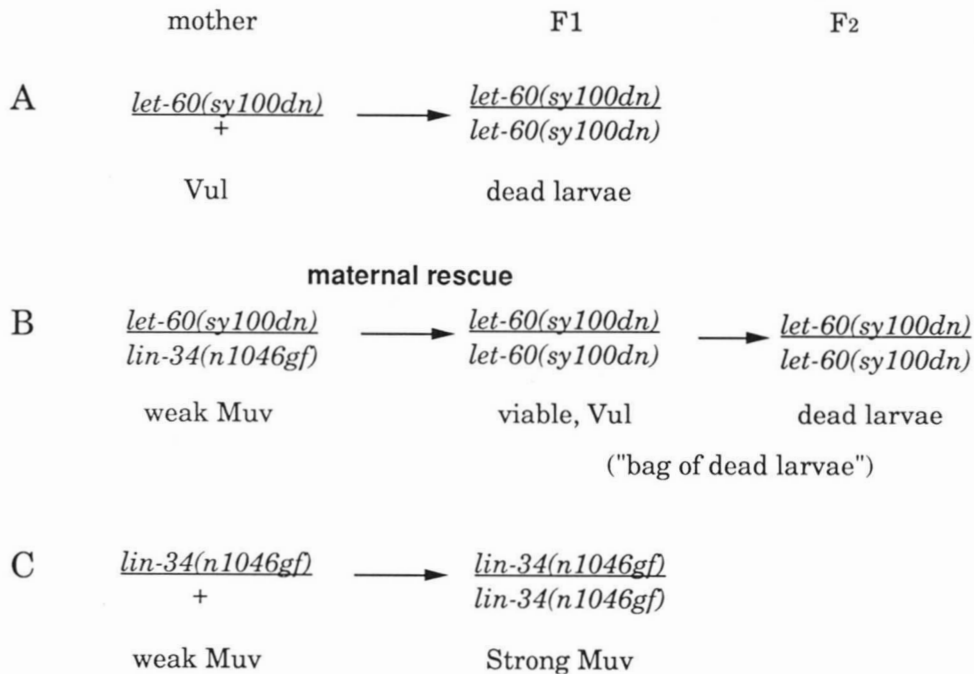 mother F1 F2
A let-60(sy100dn) let-60(sy100dn)
+ let-60(sy100dn)
Vul dead larvae
maternal rescue
B let-60(sy100dn) let-60(sy100dn) let-60(sy100dn)
lin-34(n1046gf) let-60(sy100dn) let-60(sy100dn)
weak Muv viable, Vul dead larvae
("bag of dead larvae")
C lin-34(n1046gf) lin-34(n1046gf)
+ lin-34(n1046gf)
weak Muv Strong Muv